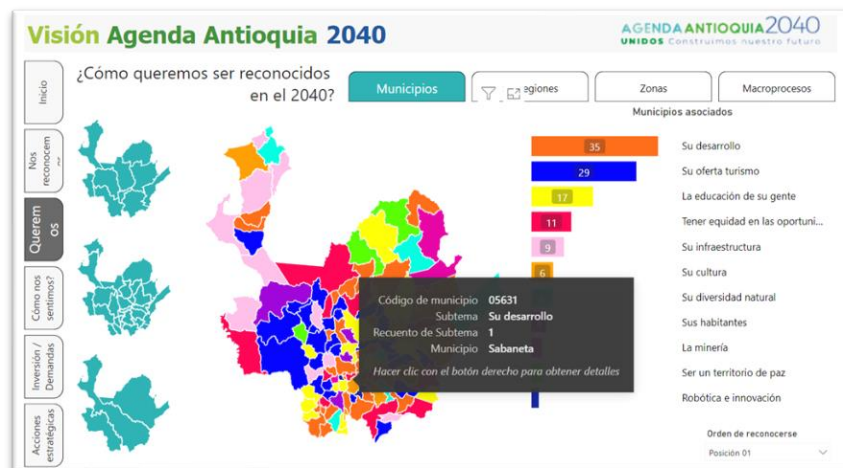 Visión Agenda Antioquia 2040
AGENDA ANTIOQUIA 2040
UNIDOS Construimos nuestro futuro
¿Cómo queremos ser reconocidos
en el 2040?
Municipios
egiones
Zonas
Macroprocesos
Inicio
Nos
reconocem
Querem
os
Cómo nos
sentimos?
Inversión /
Demandas
Acciones
estratégicas
Municipios asociados
35 Su desarrollo
29 Su oferta turismo
17 La educación de su gente
11 Tener equidad en las oportuni...
9 Su infraestructura
6 Su cultura
Su diversidad natural
Sus habitantes
La minería
Ser un territorio de paz
Robótica e innovación
Código de municipio 05631
Subtema Su desarrollo
Recuento de Subtema 1
Municipio Sabaneta
Hacer clic con el botón derecho para obtener detalles
Orden de reconocerse
Posición 01